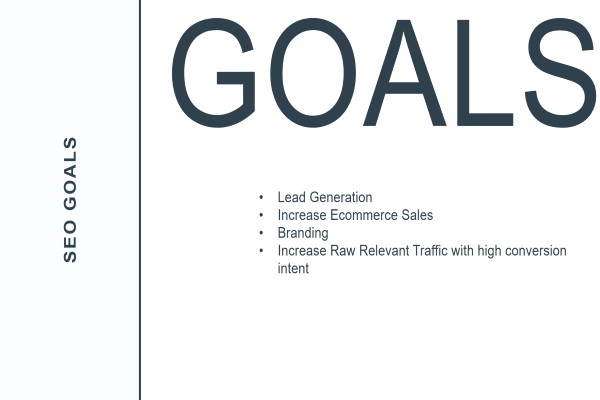 GOALS
SEO GOALS
• Lead Generation
• Increase Ecommerce Sales
• Branding
• Increase Raw Relevant Traffic with high conversion
intent